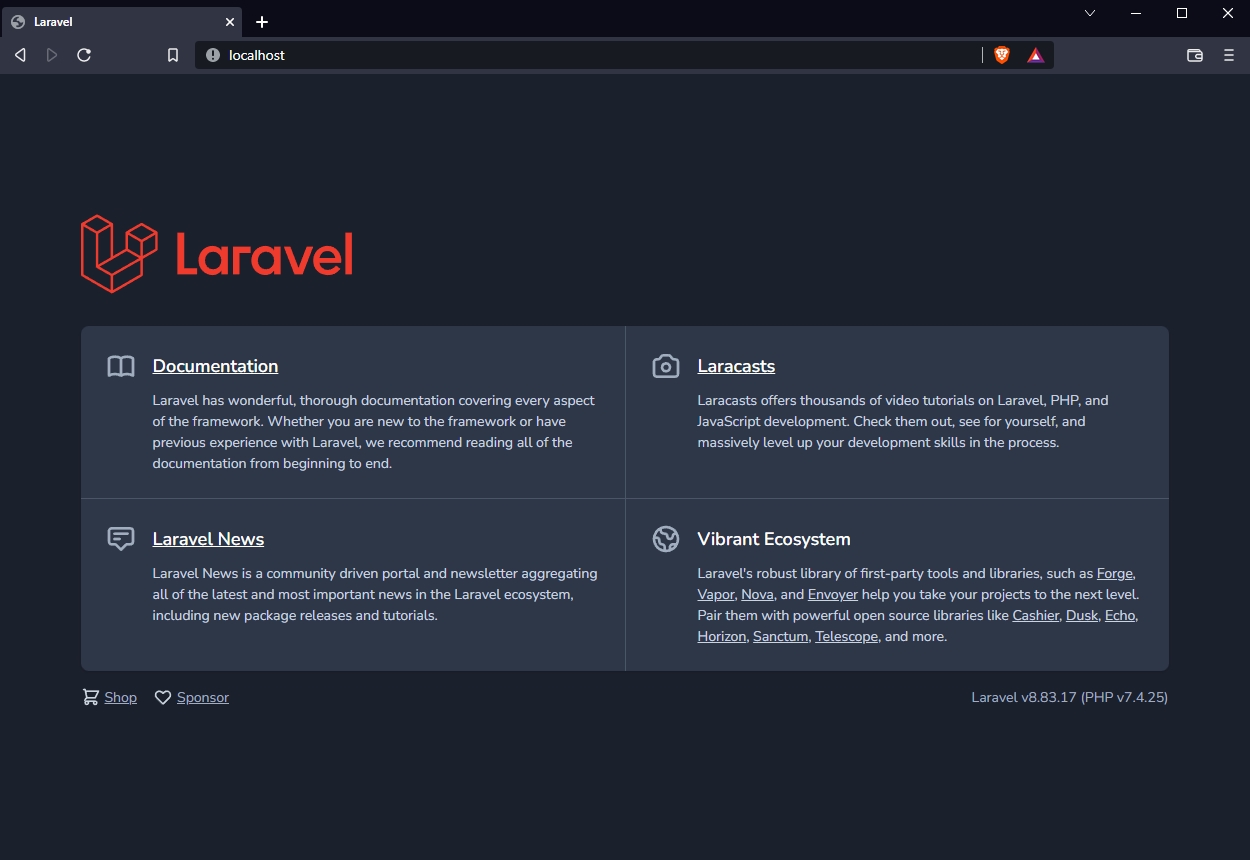 Laravel
localhost
Laravel
Documentation
Laravel has wonderful, thorough documentation covering every aspect
of the framework. Whether you are new to the framework or have
previous experience with Laravel, we recommend reading all of the
documentation from beginning to end.
Laracasts
Laracasts offers thousands of video tutorials on Laravel, PHP, and
JavaScript development. Check them out, see for yourself, and
massively level up your development skills in the process.
Laravel News
Laravel News is a community driven portal and newsletter aggregating
all of the latest and most important news in the Laravel ecosystem,
including new package releases and tutorials.
Vibrant Ecosystem
Laravel's robust library of first-party tools and libraries, such as Forge,
Vapor, Nova, and Envoyer help you take your projects to the next level.
Pair them with powerful open source libraries like Cashier, Dusk, Echo,
Horizon, Sanctum, Telescope, and more.
Shop Sponsor
Laravel v8.83.17 (PHP v7.4.25)